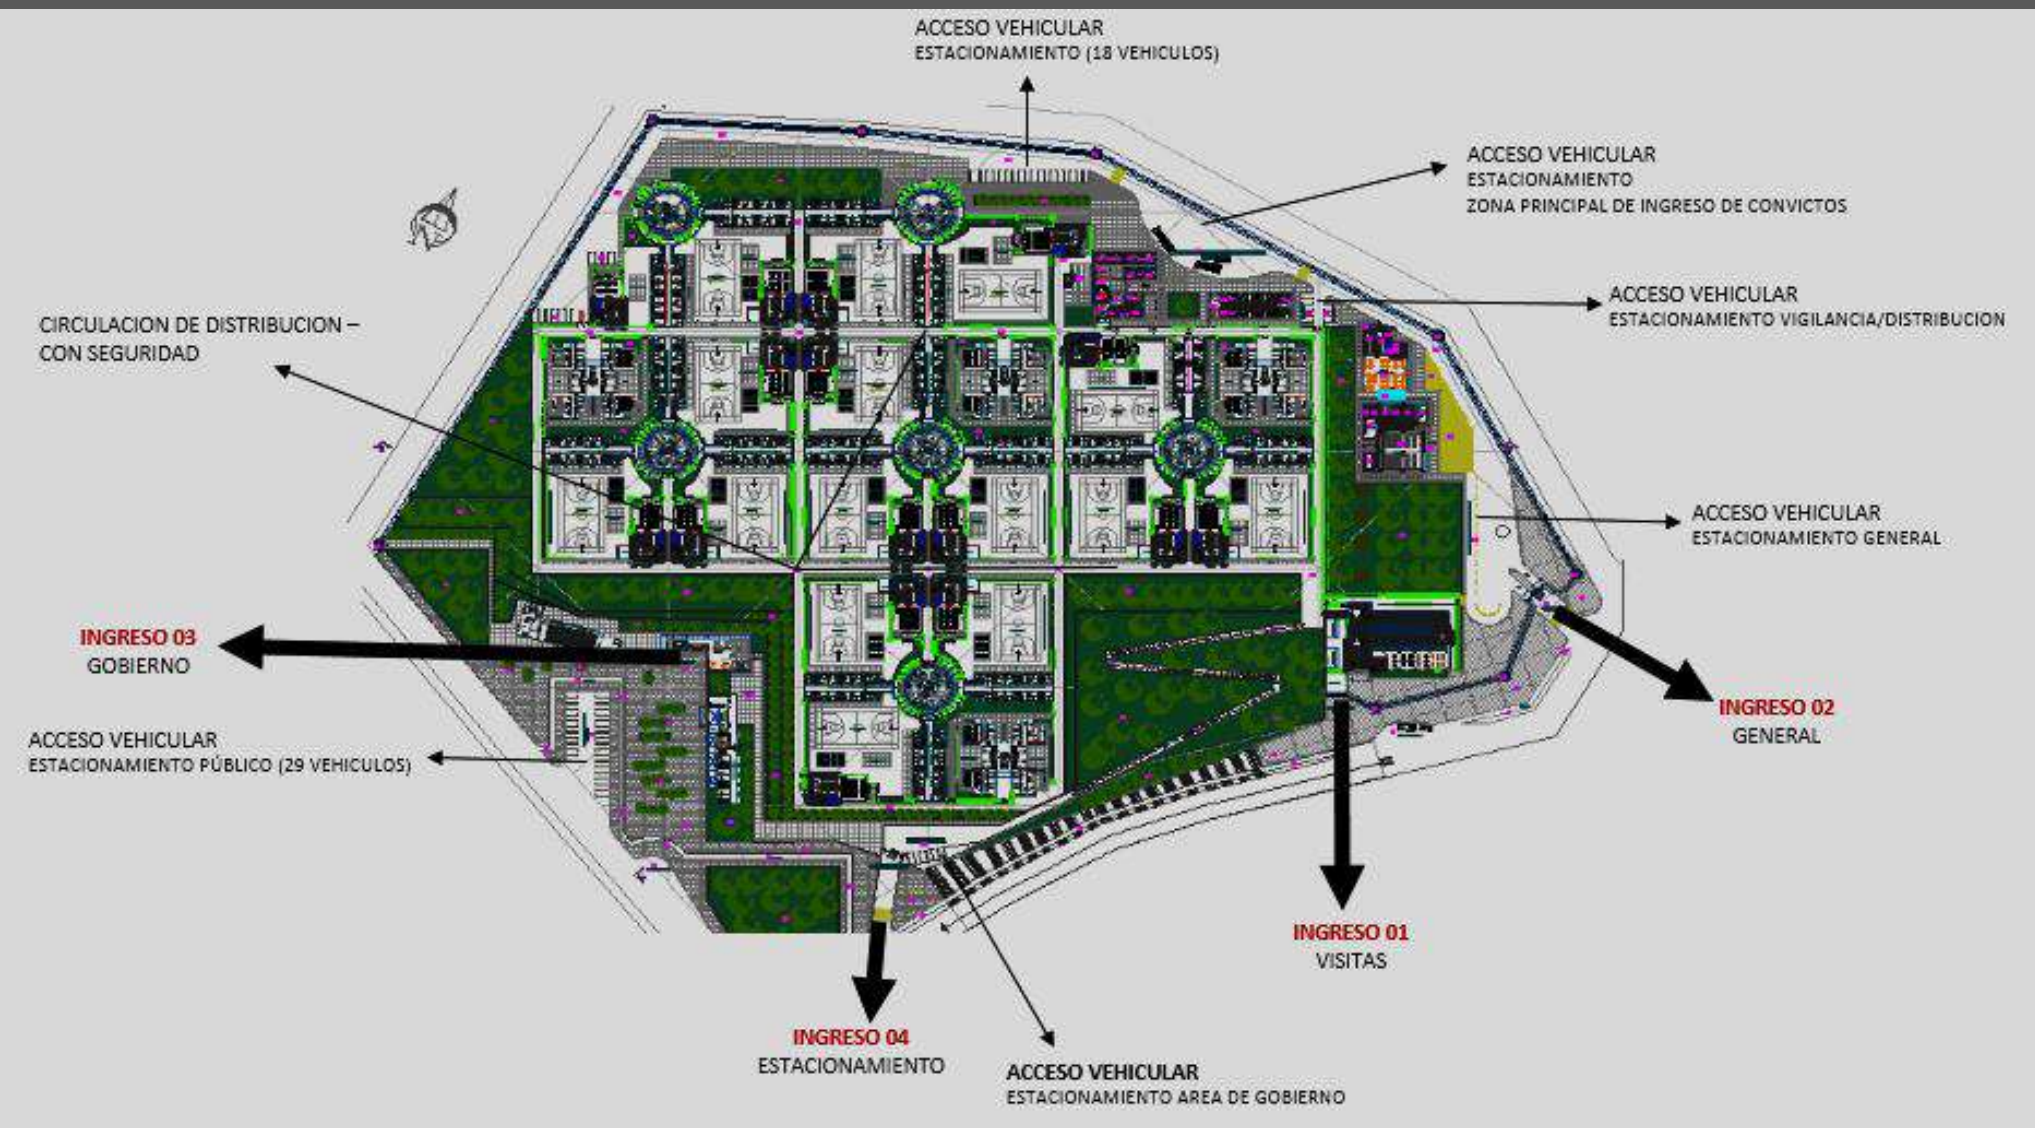 ACCESO VEHICULAR
ESTACIONAMIENTO (18 VEHICULOS)
ACCESO VEHICULAR
ESTACIONAMIENTO
ZONA PRINCIPAL DE INGRESO DE CONVICTOS
ACCESO VEHICULAR
ESTACIONAMIENTO VIGILANCIA/DISTRIBUCION
CIRCULACION DE DISTRIBUCION –
CON SEGURIDAD
ACCESO VEHICULAR
ESTACIONAMIENTO GENERAL
INGRESO 03
GOBIERNO
INGRESO 02
GENERAL
ACCESO VEHICULAR
ESTACIONAMIENTO PÚBLICO (29 VEHICULOS)
INGRESO 01
VISITAS
INGRESO 04
ESTACIONAMIENTO
ACCESO VEHICULAR
ESTACIONAMIENTO AREA DE GOBIERNO